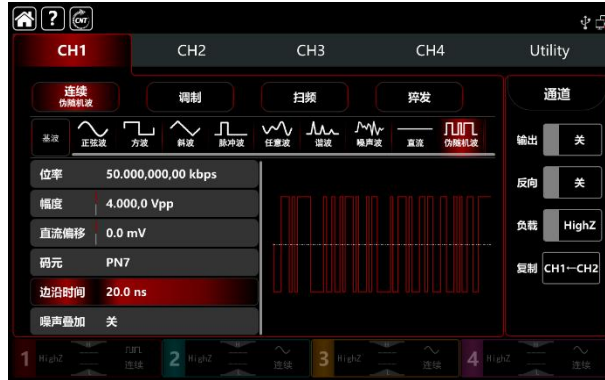 ? CNT
CH1 CH2 CH3 CH4 Utility
连续
伪随机波
调制 扫频 猝发 通道
基波 正弦波 方波 斜波 脉冲波 任意波 谐波 噪声波 直流 伪随机波
位率 50.000,000,00 kbps
幅度 4.000,0 Vpp
直流偏移 0.0 mV
码元 PN7
边沿时间 20.0 ns
噪声叠加 关
输出 关
反向 关
负载 HighZ
复制 CH1←CH2
1 HighZ 连续 2 HighZ 连续 3 HighZ 连续 4 HighZ 连续